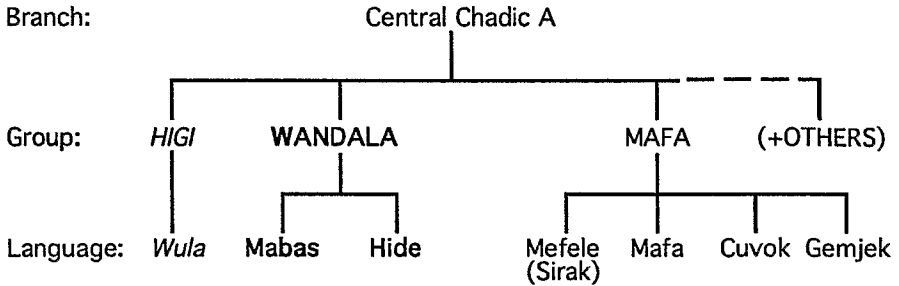 Branch: Central Chadic A
Group: HIGI WANDALA MAFA (+OTHERS)
Language: Wula Mabas Hide Mefele Mafa Cuvok Gemjek
(Sirak)